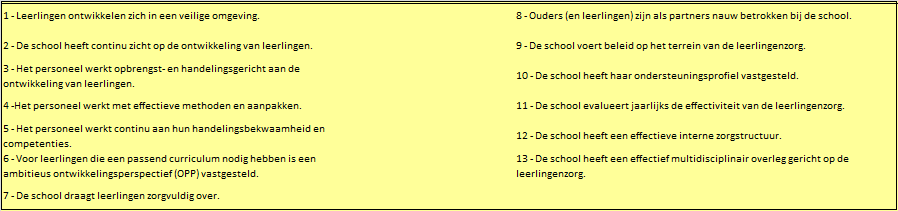 1 - Leerlingen ontwikkelen zich in een veilige omgeving.
2 - De school heeft continu zicht op de ontwikkeling van leerlingen.
3 - Het personeel werkt opbrengst- en handelingsgericht aan de
ontwikkeling van leerlingen.
4 -Het personeel werkt met effectieve methoden en aanpakken.
5 - Het personeel werkt continu aan hun handelingsbekwaamheid en
competenties.
6 - Voor leerlingen die een passend curriculum nodig hebben is een
ambitieus ontwikkelingsperspectief (OPP) vastgesteld.
7 - De school draagt leerlingen zorgvuldig over.
8 - Ouders (en leerlingen) zijn als partners nauw betrokken bij de school.
9 - De school voert beleid op het terrein van de leerlingenzorg.
10 - De school heeft haar ondersteuningsprofiel vastgesteld.
11 - De school evalueert jaarlijks de effectiviteit van de leerlingenzorg.
12 - De school heeft een effectieve interne zorgstructuur.
13 - De school heeft een effectief multidisciplinair overleg gericht op de
leerlingenzorg.